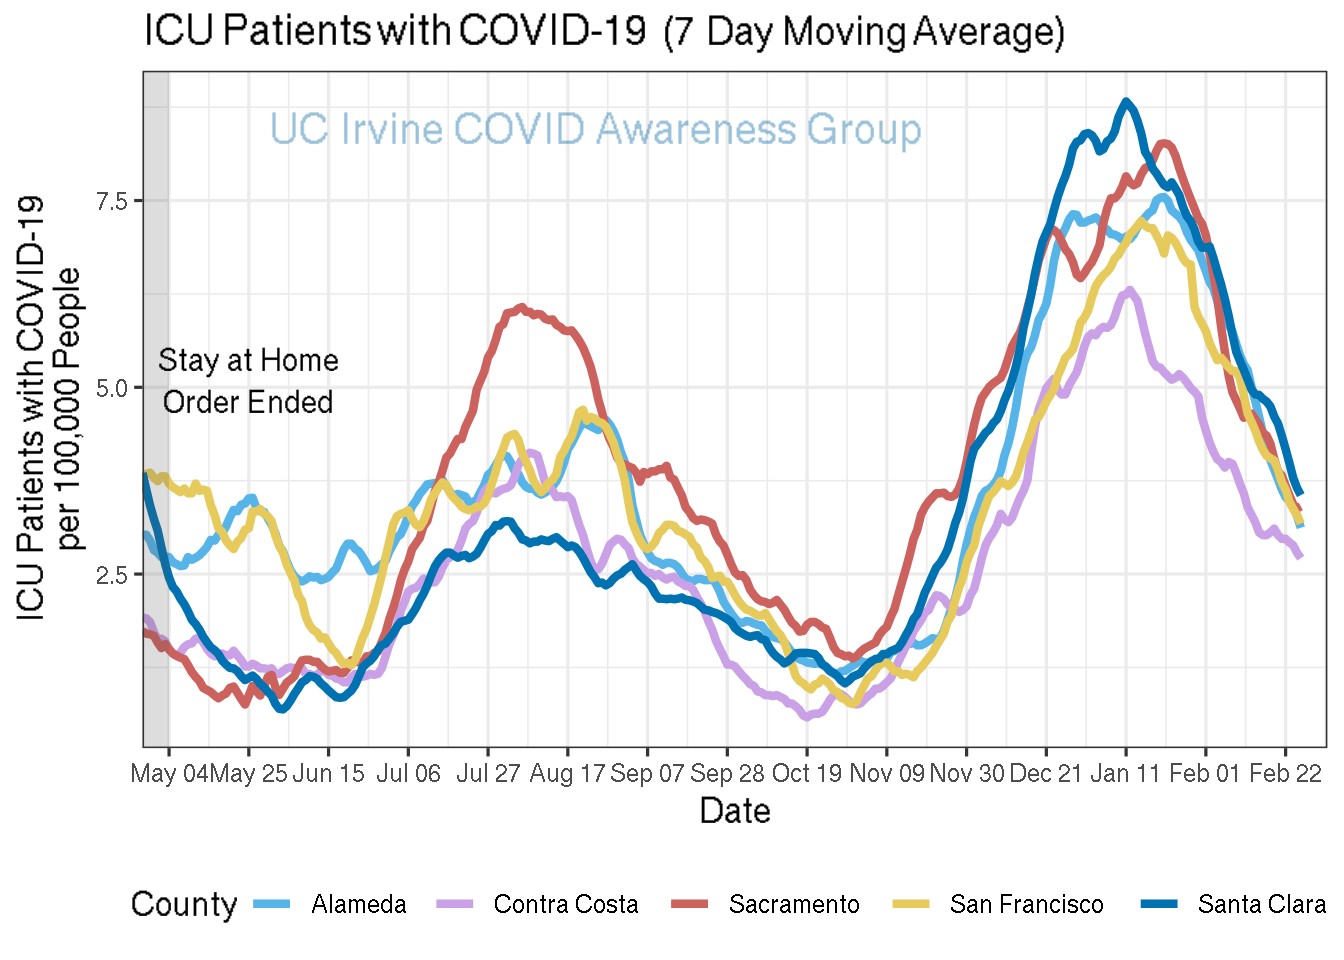 ICU Patients with COVID-19 (7 Day Moving Average)
UC Irvine COVID Awareness Group
ICU Patients with COVID-19
per 100,000 People
7.5
5.0
2.5
Stay at Home
Order Ended
May 04 May 25 Jun 15 Jul 06 Jul 27 Aug 17 Sep 07 Sep 28 Oct 19 Nov 09 Nov 30 Dec 21 Jan 11 Feb 01 Feb 22
Date
County Alameda Contra Costa Sacramento San Francisco Santa Clara